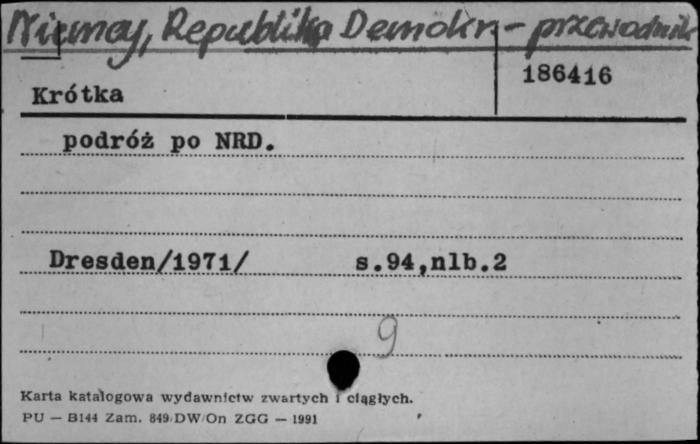 Niemcy, Republika Demokr. - przewodnik
186416
Krótka
podróż po NRD.
Dresden/1971/ s.94,nlb.2
9
Karta katalogowa wydawnictw zwartych i ciągłych.
PU — B144 Zam. 849/DW/On ZGG — 1991